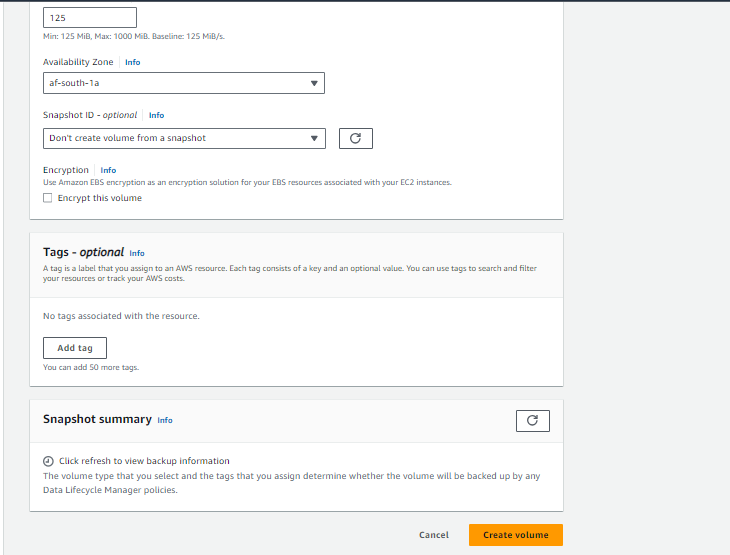 125
Min: 125 MiB, Max: 1000 MiB. Baseline: 125 MiB/s.
Availability Zone Info
af-south-1a
Snapshot ID - optional Info
Don't create volume from a snapshot
Encryption Info
Use Amazon EBS encryption as an encryption solution for your EBS resources associated with your EC2 instances.
Encrypt this volume
Tags - optional Info
A tag is a label that you assign to an AWS resource. Each tag consists of a key and an optional value. You can use tags to search and filter
your resources or track your AWS costs.
No tags associated with the resource.
Add tag
You can add 50 more tags.
Snapshot summary Info
Click refresh to view backup information
The volume type that you select and the tags that you assign determine whether the volume will be backed up by any
Data Lifecycle Manager policies.
Cancel Create volume